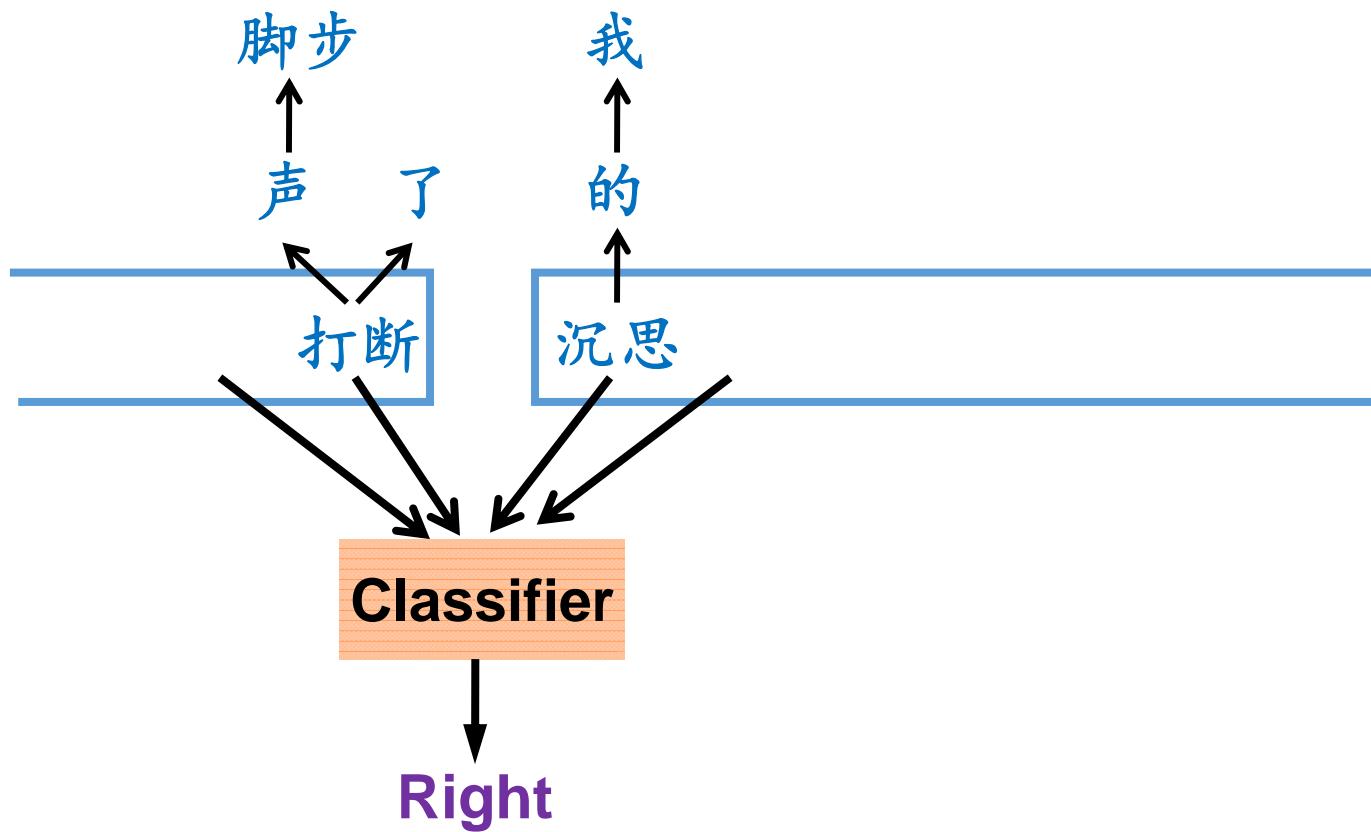 脚步 我
声 了 的
打断 沉思
Classifier
Right